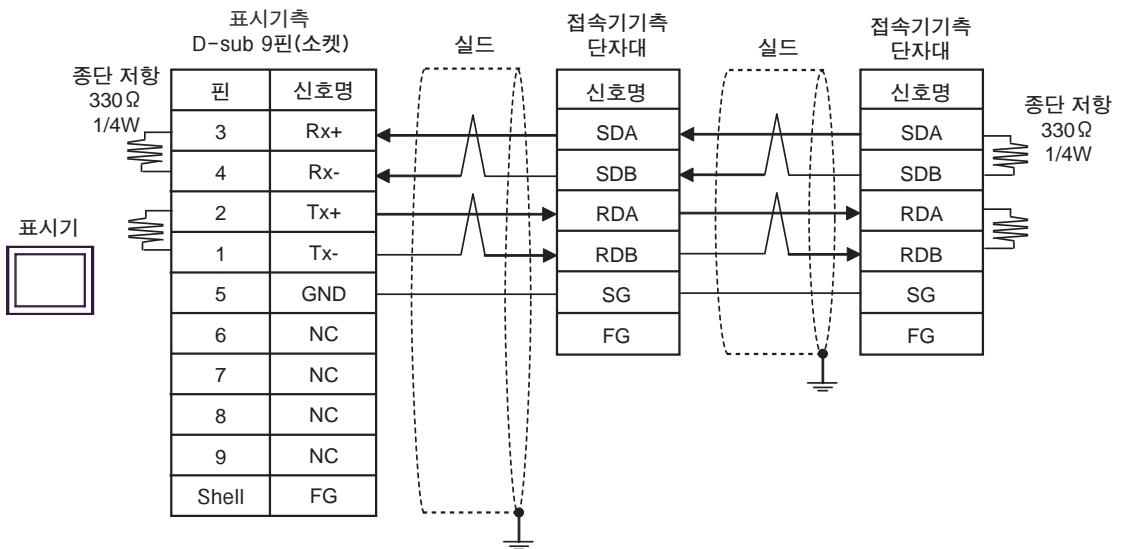 표시기측
D-sub 9핀(소켓)
실드
접속기기측
단자대
실드
접속기기측
단자대
종단 저항
330Ω
1/4W
종단 저항
330Ω
1/4W
표시기
핀 신호명
3 Rx+
4 Rx-
2 Tx+
1 Tx-
5 GND
6 NC
7 NC
8 NC
9 NC
Shell FG
신호명
SDA
SDB
RDA
RDB
SG
FG
신호명
SDA
SDB
RDA
RDB
SG
FG